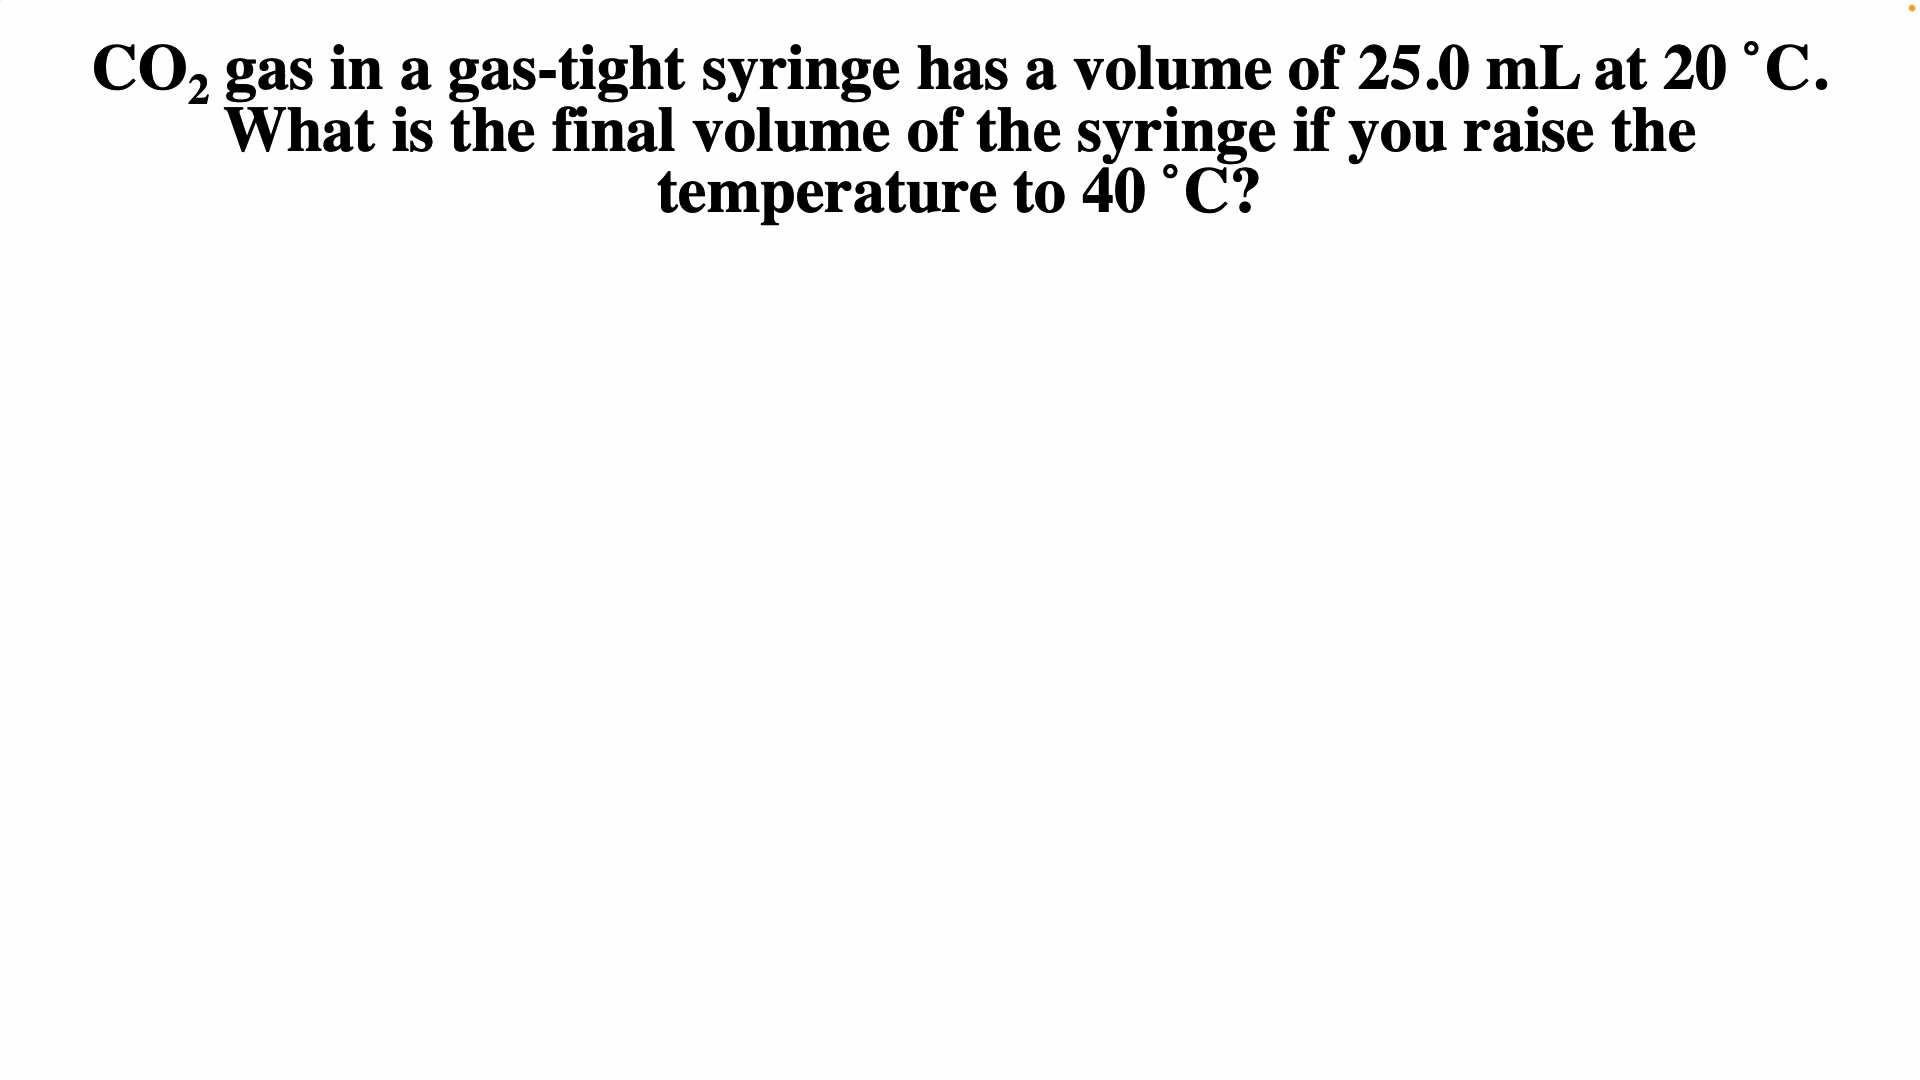 CO₂ gas in a gas-tight syringe has a volume of 25.0 mL at 20 ˚C.
What is the final volume of the syringe if you raise the
temperature to 40 ˚C?